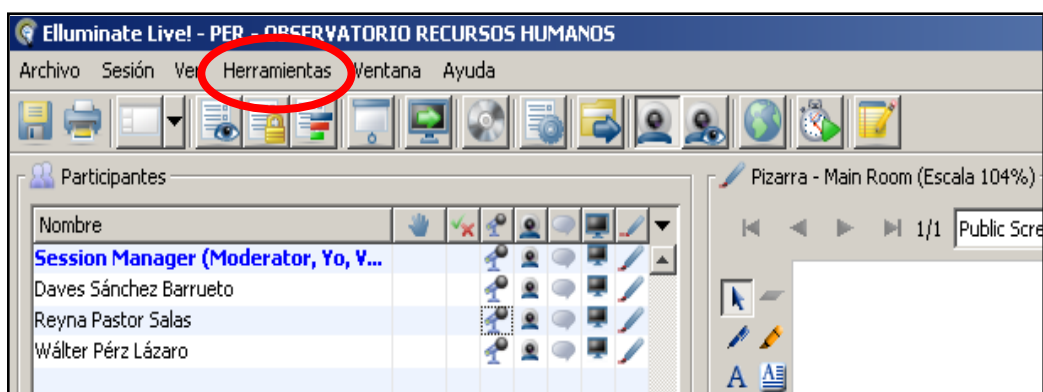 Elluminate Live! - PER - OBSERVATORIO RECURSOS HUMANOS
Archivo Sesión Ver Herramientas Ventana Ayuda
Participantes
Nombre
Session Manager (Moderator, Yo, V...
Daves Sánchez Barrueto
Reyna Pastor Salas
Wálter Pérz Lázaro
Pizarra - Main Room (Escala 104%)
1/1 Public Scre
A A